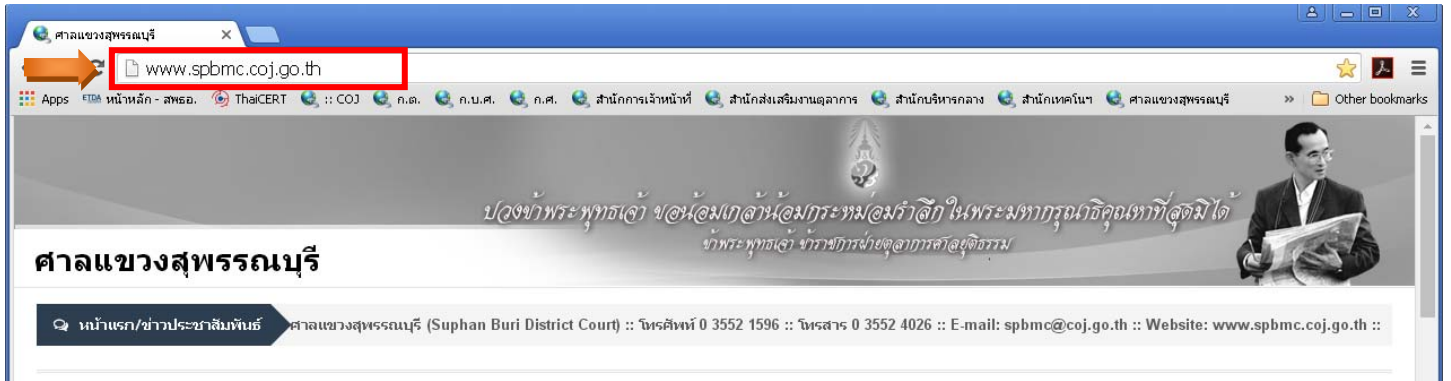 ศาลแขวงสุพรรณบุรี
www.spbmc.coj.go.th
Apps ETDA หน้าหลัก - สพธอ. ThaiCERT :: COJ ก.ต. ก.บ.ศ. ก.ศ. สำนักการเจ้าหน้าที่ สำนักส่งเสริมงานตุลาการ สำนักบริหารกลาง สำนักเทคโนฯ ศาลแขวงสุพรรณบุรี » Other bookmarks
ปวงข้าพระพุทธเจ้า ขอน้อมเกล้าน้อมกระหม่อมรำลึกในพระมหากรุณาธิคุณหาที่สุดมิได้
ข้าพระพุทธเจ้า ข้าราชการฝ่ายตุลาการศาลยุติธรรม
ศาลแขวงสุพรรณบุรี
หน้าแรก/ข่าวประชาสัมพันธ์ ศาลแขวงสุพรรณบุรี (Suphan Buri District Court) :: โทรศัพท์ 0 3552 1596 :: โทรสาร 0 3552 4026 :: E-mail: spbmc@coj.go.th :: Website: www.spbmc.coj.go.th ::